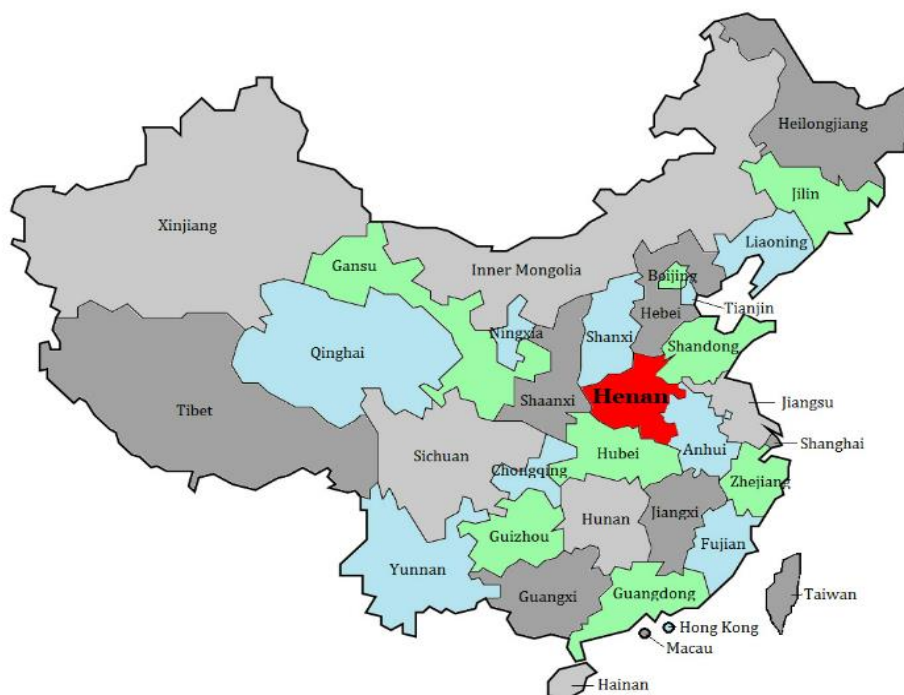 Heilongjiang
Jilin
Xinjiang
Liaoning
Gansu
Inner Mongolia
Beijing
Tianjin
Hebei
Ningxia
Shanxi
Shandong
Qinghai
Henan
Shaanxi
Jiangsu
Tibet
Shanghai
Sichuan
Hubei
Anhui
Chongqing
Zhejiang
Hunan
Jiangxi
Guizhou
Fujian
Yunnan
Guangxi
Guangdong
Taiwan
Hong Kong
Macau
Hainan